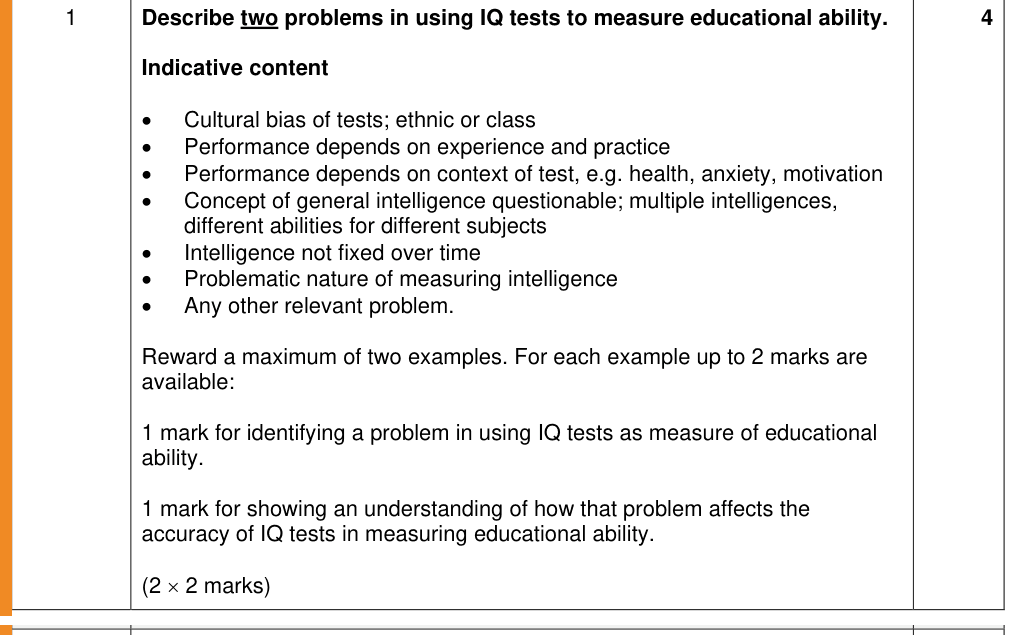 1 Describe two problems in using IQ tests to measure educational ability. 4
Indicative content
• Cultural bias of tests; ethnic or class
• Performance depends on experience and practice
• Performance depends on context of test, e.g. health, anxiety, motivation
• Concept of general intelligence questionable; multiple intelligences,
different abilities for different subjects
• Intelligence not fixed over time
• Problematic nature of measuring intelligence
• Any other relevant problem.
Reward a maximum of two examples. For each example up to 2 marks are
available:
1 mark for identifying a problem in using IQ tests as measure of educational
ability.
1 mark for showing an understanding of how that problem affects the
accuracy of IQ tests in measuring educational ability.
(2 × 2 marks)